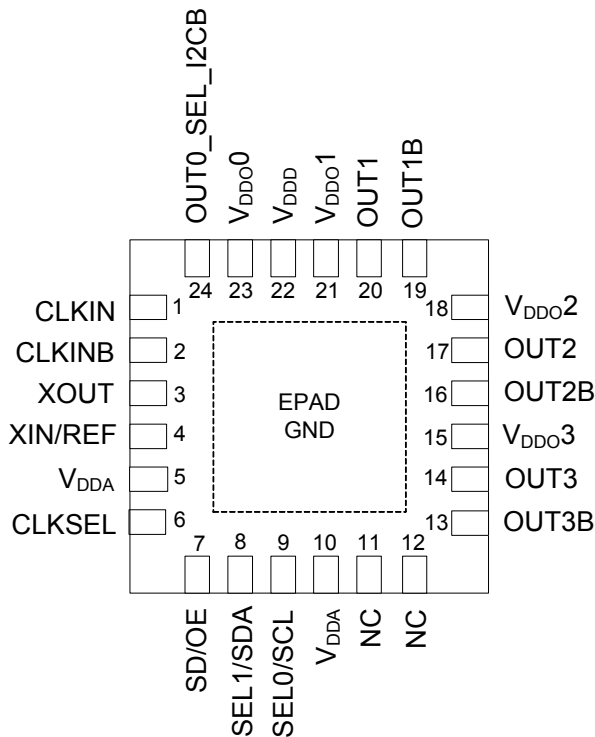 OUT0_SEL_I2CB
VDDO0
VDDD
VDDO1
OUT1
OUT1B
24 23 22 21 20 19
CLKIN 1
CLKINB 2
XOUT 3
XIN/REF 4
VDDA 5
CLKSEL 6
EPAD
GND
18 VDDO2
17 OUT2
16 OUT2B
15 VDDO3
14 OUT3
13 OUT3B
7 8 9 10 11 12
SD/OE
SEL1/SDA
SEL0/SCL
VDDA
NC
NC